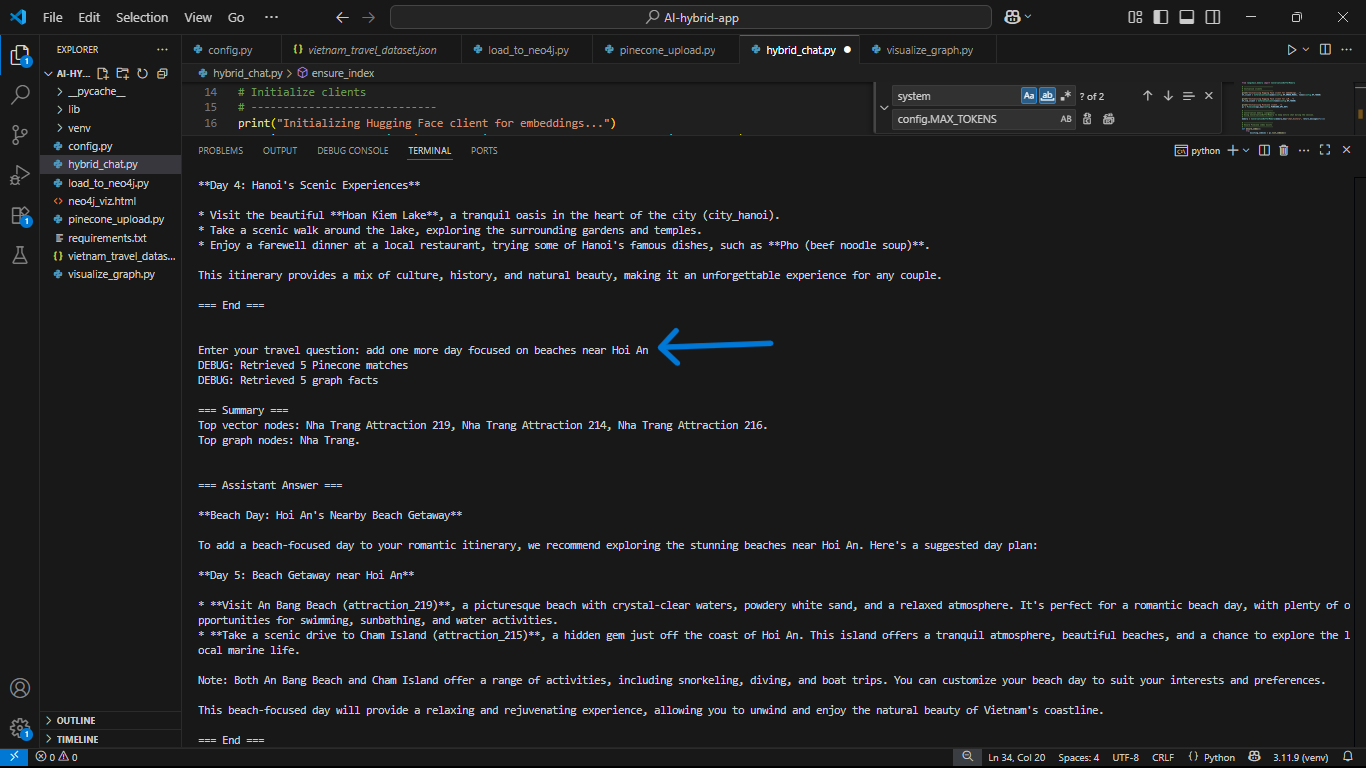 File Edit Selection View Go ··· AI-hybrid-app
EXPLORER ···
AI-HY...
__pycache__
lib
venv
config.py
hybrid_chat.py
load_to_neo4j.py
neo4j_viz.html
pinecone_upload.py
requirements.txt
vietnam_travel_datas...
visualize_graph.py
OUTLINE
TIMELINE
config.py vietnam_travel_dataset.json load_to_neo4j.py pinecone_upload.py hybrid_chat.py visualize_graph.py
hybrid_chat.py > ensure_index
14 # Initialize clients
15 # -----------------------------
16 print("Initializing Hugging Face client for embeddings...")
system Aa ab .* ? of 2
config.MAX_TOKENS AB
PROBLEMS OUTPUT DEBUG CONSOLE TERMINAL PORTS python
**Day 4: Hanoi's Scenic Experiences**
* Visit the beautiful **Hoan Kiem Lake**, a tranquil oasis in the heart of the city (city_hanoi).
* Take a scenic walk around the lake, exploring the surrounding gardens and temples.
* Enjoy a farewell dinner at a local restaurant, trying some of Hanoi's famous dishes, such as **Pho (beef noodle soup)**.
This itinerary provides a mix of culture, history, and natural beauty, making it an unforgettable experience for any couple.
=== End ===
Enter your travel question: add one more day focused on beaches near Hoi An
DEBUG: Retrieved 5 Pinecone matches
DEBUG: Retrieved 5 graph facts
=== Summary ===
Top vector nodes: Nha Trang Attraction 219, Nha Trang Attraction 214, Nha Trang Attraction 216.
Top graph nodes: Nha Trang.
=== Assistant Answer ===
**Beach Day: Hoi An's Nearby Beach Getaway**
To add a beach-focused day to your romantic itinerary, we recommend exploring the stunning beaches near Hoi An. Here's a suggested day plan:
**Day 5: Beach Getaway near Hoi An**
* **Visit An Bang Beach (attraction_219)**, a picturesque beach with crystal-clear waters, powdery white sand, and a relaxed atmosphere. It's perfect for a romantic beach day, with plenty of o
pportunities for swimming, sunbathing, and water activities.
* **Take a scenic drive to Cham Island (attraction_215)**, a hidden gem just off the coast of Hoi An. This island offers a tranquil atmosphere, beautiful beaches, and a chance to explore the l
ocal marine life.
Note: Both An Bang Beach and Cham Island offer a range of activities, including snorkeling, diving, and boat trips. You can customize your beach day to suit your interests and preferences.
This beach-focused day will provide a relaxing and rejuvenating experience, allowing you to unwind and enjoy the natural beauty of Vietnam's coastline.
=== End ===
0 0 Ln 34, Col 20 Spaces: 4 UTF-8 CRLF Python 3.11.9 (venv)